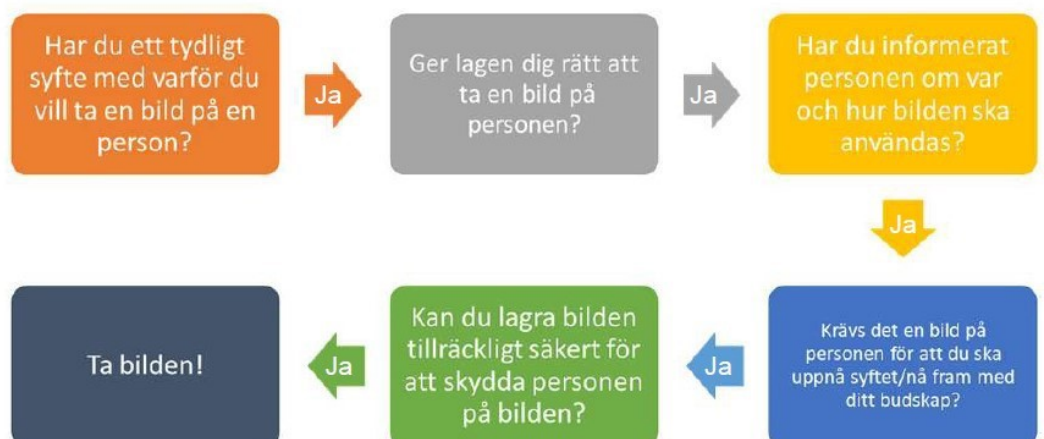 Har du ett tydligt
syfte med varför du
vill ta en bild på en
person?
Ja
Ger lagen dig rätt att
ta en bild på
personen?
Ja
Har du informerat
personen om var
och hur bilden ska
användas?
Ja
Krävs det en bild på
personen för att du ska
uppnå syftet/nå fram med
ditt budskap?
Ja
Kan du lagra bilden
tillräckligt säkert för
att skydda personen
på bilden?
Ja
Ta bilden!